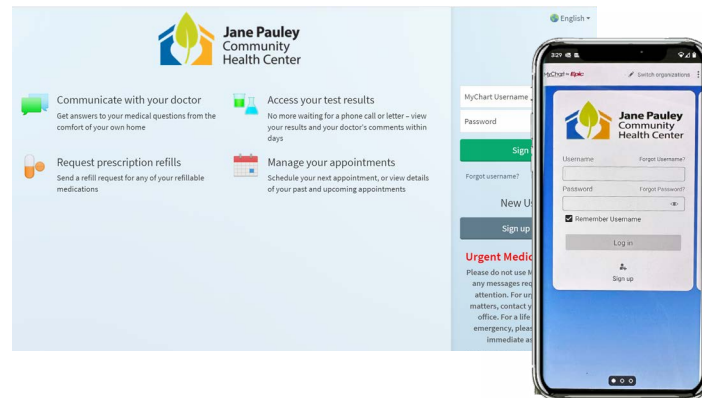 Jane Pauley
Community
Health Center
Communicate with your doctor
Get answers to your medical questions from the
comfort of your own home
Access your test results
No more waiting for a phone call or letter – view
your results and your doctor's comments within
days
Request prescription refills
Send a refill request for any of your refillable
medications
Manage your appointments
Schedule your next appointment, or view details
of your past and upcoming appointments
English
MyChart Username
Password
Sign
Forgot username?
New U
Sign up
Urgent Medic
Please do not use M
any messages req
attention. For ur
matters, contact y
office. For a life
emergency, pleas
immediate as
3:29
MyChart by Epic
Switch organizations
Jane Pauley
Community
Health Center
Username Forgot Username?
Password Forgot Password?
Remember Username
Log in
Sign up